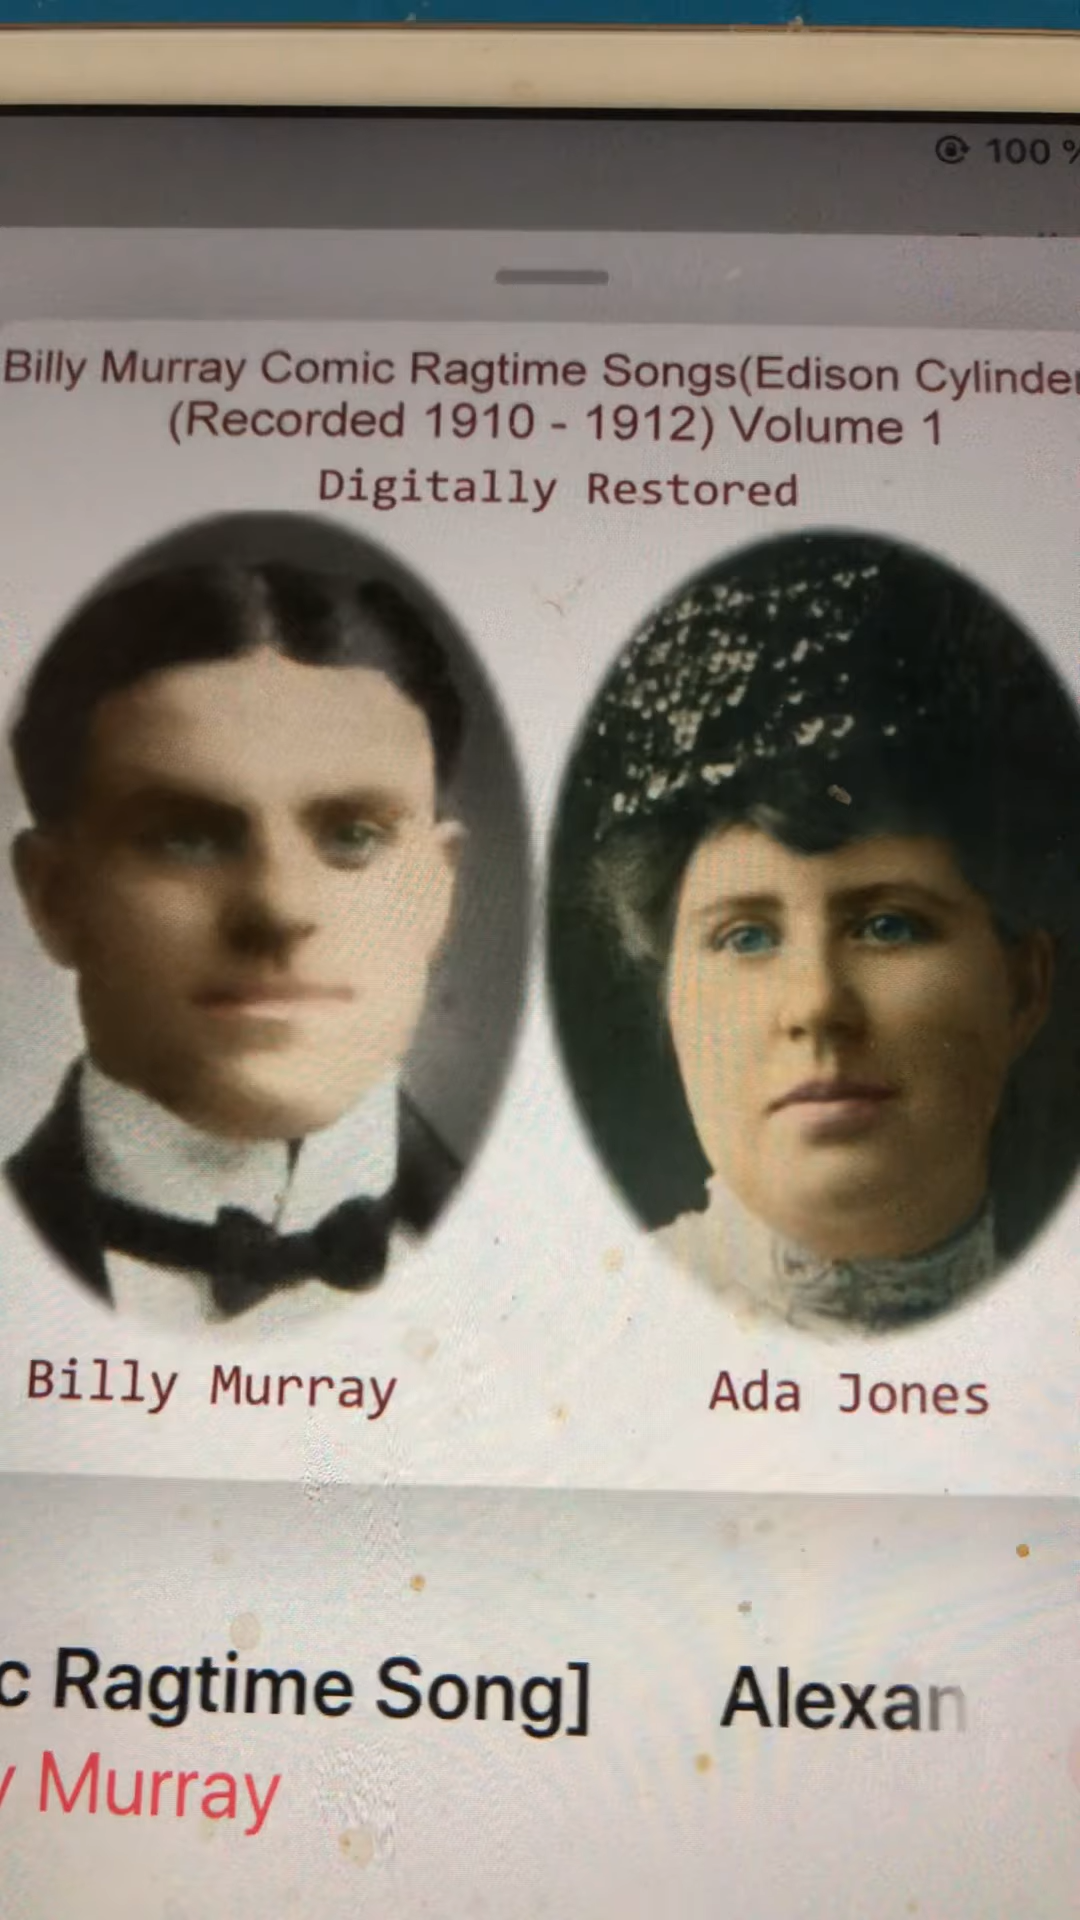 100 %
Billy Murray Comic Ragtime Songs(Edison Cylinder
(Recorded 1910 - 1912) Volume 1
Digitally Restored
Billy Murray
Ada Jones
c Ragtime Song]
Alexan
y Murray